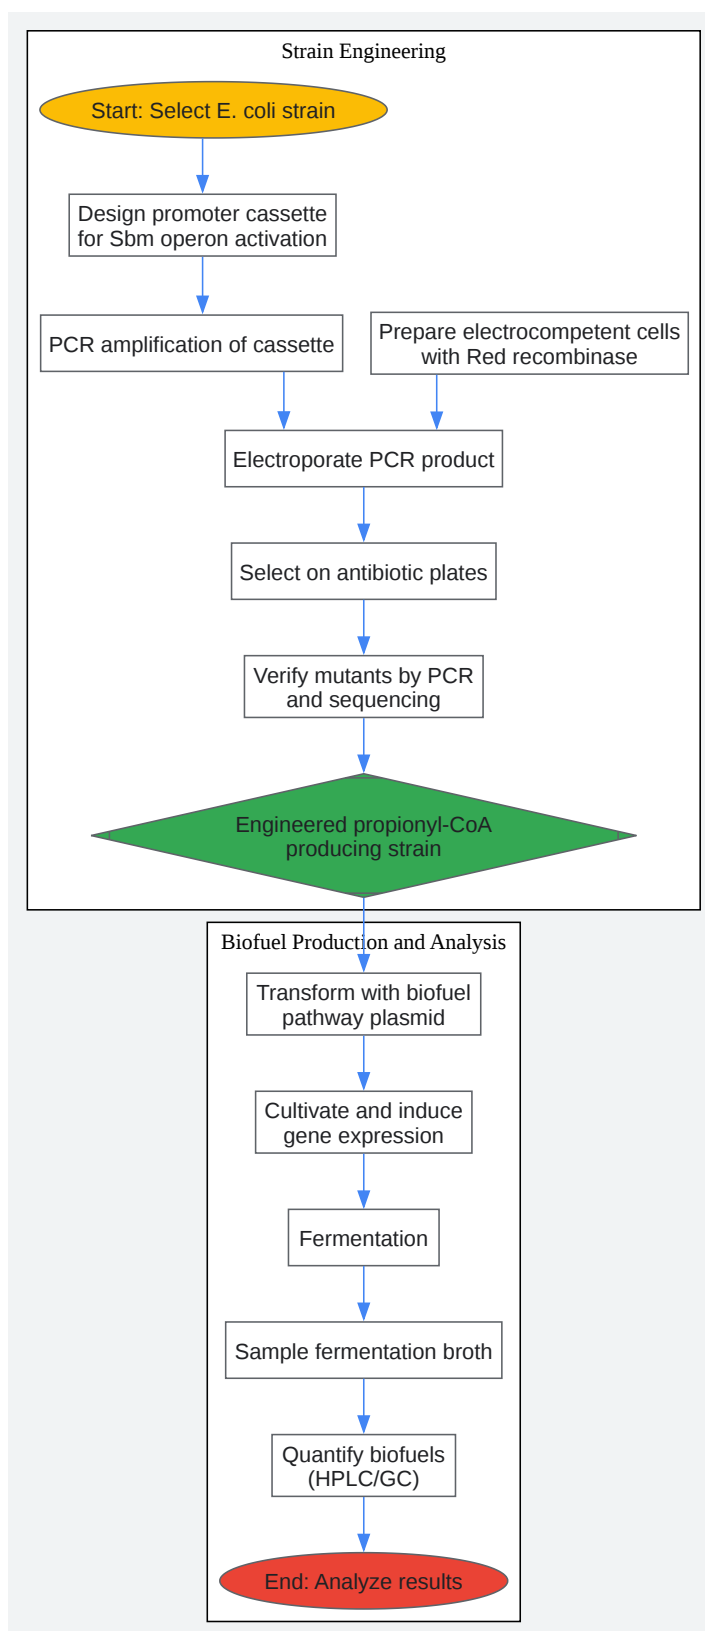 Strain Engineering
Start: Select E. coli strain
Design promoter cassette
for Sbm operon activation
PCR amplification of cassette
Prepare electrocompetent cells
with Red recombinase
Electroporate PCR product
Select on antibiotic plates
Verify mutants by PCR
and sequencing
Engineered propionyl-CoA
producing strain
Biofuel Production and Analysis
Transform with biofuel
pathway plasmid
Cultivate and induce
gene expression
Fermentation
Sample fermentation broth
Quantify biofuels
(HPLC/GC)
End: Analyze results